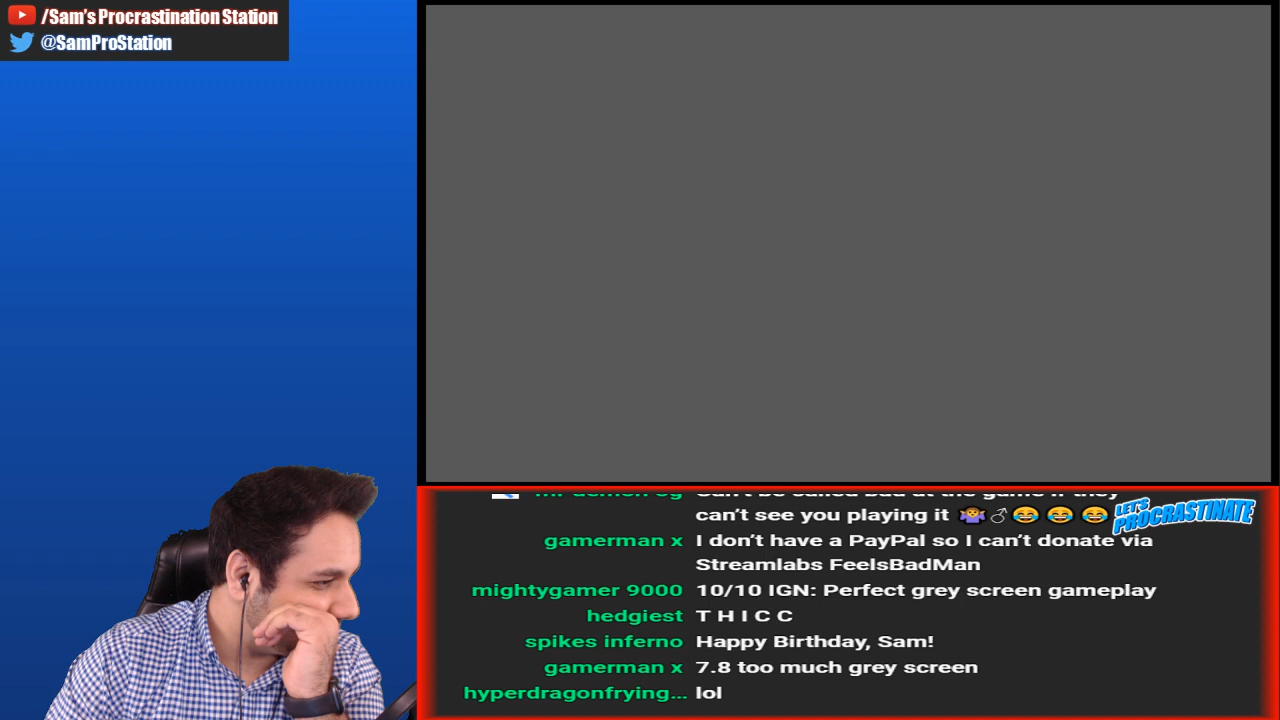 /Sam's Procrastination Station
@SamProStation
can't see you playing it 🤷♂😂😂😂
LET'S
PROCRASTINATE
gamerman x I don't have a PayPal so I can't donate via
Streamlabs FeelsBadMan
mightygamer 9000 10/10 IGN: Perfect grey screen gameplay
hedgiest T H I C C
spikes inferno Happy Birthday, Sam!
gamerman x 7.8 too much grey screen
hyperdragonfrying... lol